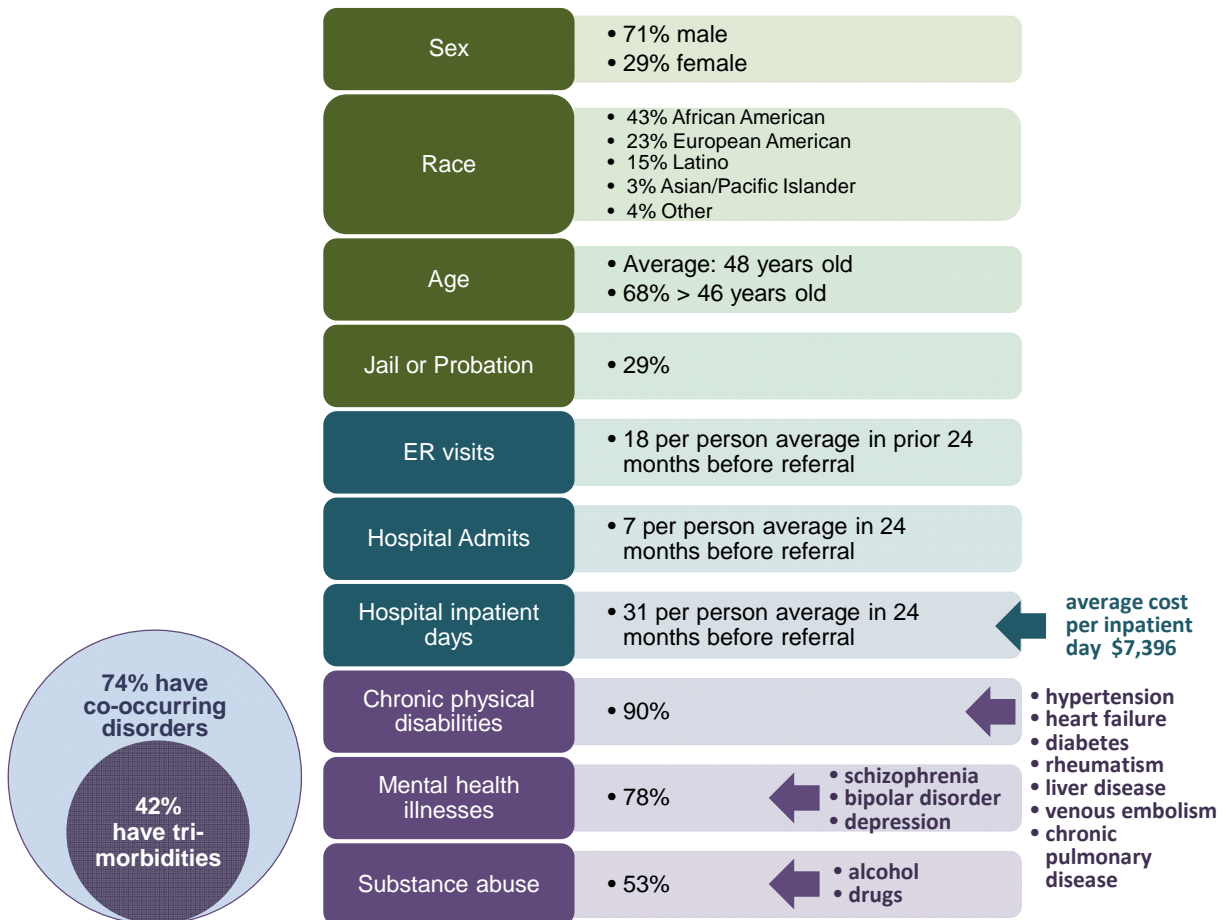 Sex
• 71% male
• 29% female
Race
• 43% African American
• 23% European American
• 15% Latino
• 3% Asian/Pacific Islander
• 4% Other
Age
• Average: 48 years old
• 68% > 46 years old
Jail or Probation
• 29%
ER visits
• 18 per person average in prior 24
months before referral
Hospital Admits
• 7 per person average in 24
months before referral
Hospital inpatient
days
• 31 per person average in 24
months before referral
average cost
per inpatient
day $7,396
Chronic physical
disabilities
• 90%
• hypertension
• heart failure
• diabetes
• rheumatism
• liver disease
• venous embolism
• chronic
pulmonary
disease
Mental health
illnesses
• 78%
• schizophrenia
• bipolar disorder
• depression
Substance abuse
• 53%
• alcohol
• drugs
74% have
co-occurring
disorders
42%
have tri-
morbidities